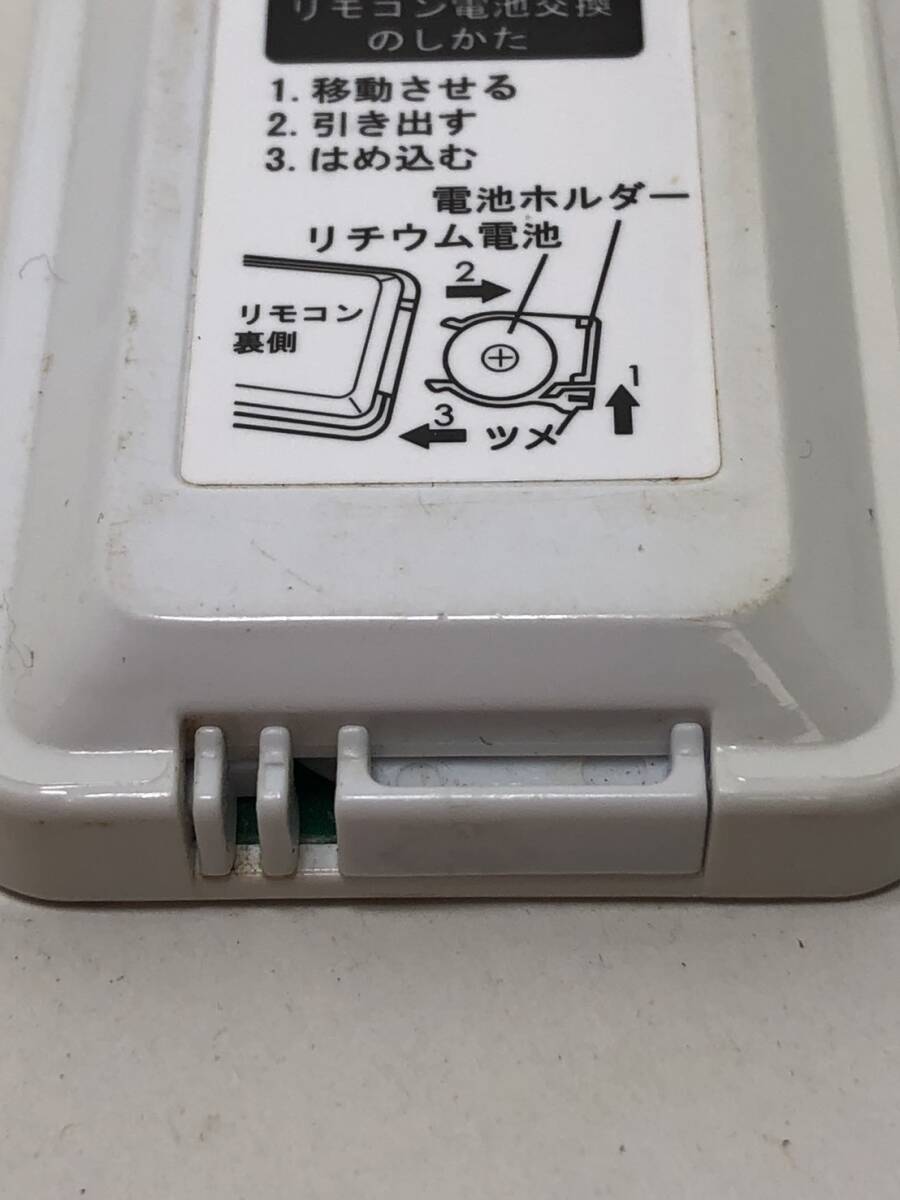 リモコン電池交換
のしかた
1. 移動させる
2. 引き出す
3. はめ込む
電池ホルダー
リチウム電池
2
リモコン
裏側
1
3
ツメ